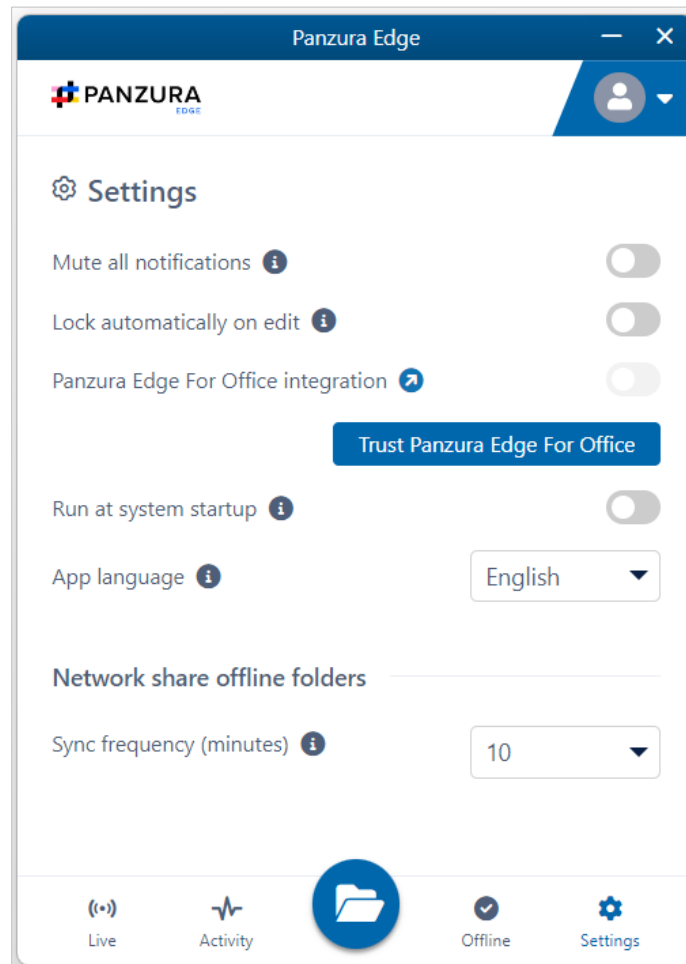 Panzura Edge
PANZURA
EDGE
Settings
Mute all notifications
Lock automatically on edit
Panzura Edge For Office integration
Trust Panzura Edge For Office
Run at system startup
App language
English
Network share offline folders
Sync frequency (minutes)
10
Live
Activity
Offline
Settings